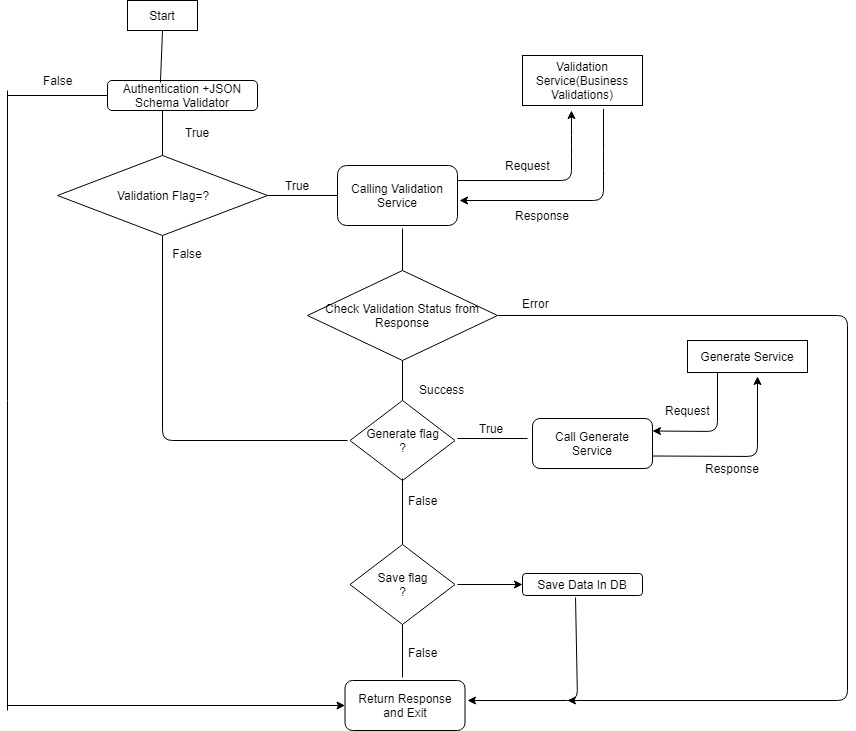 Start
False
Authentication +JSON
Schema Validator
Validation
Service(Business
Validations)
True
Request
Validation Flag=?
True
Calling Validation
Service
Response
False
Check Validation Status from
Response
Error
Generate Service
Success
Request
Generate flag
?
True
Call Generate
Service
Response
False
Save flag
?
Save Data In DB
False
Return Response
and Exit